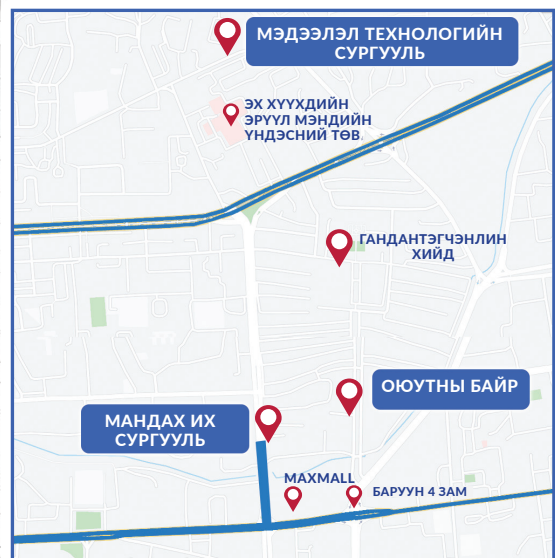 МЭДЭЭЛЭЛ ТЕХНОЛОГИЙН
СУРГУУЛЬ
ЭХ ХҮҮХДИЙН
ЭРҮҮЛ МЭНДИЙН
ҮНДЭСНИЙ ТӨВ
ГАНДАНТЭГЧЭНЛИН
ХИЙД
ОЮУТНЫ БАЙР
МАНДАХ ИХ
СУРГУУЛЬ
MAXMALL
БАРУУН 4 ЗАМ